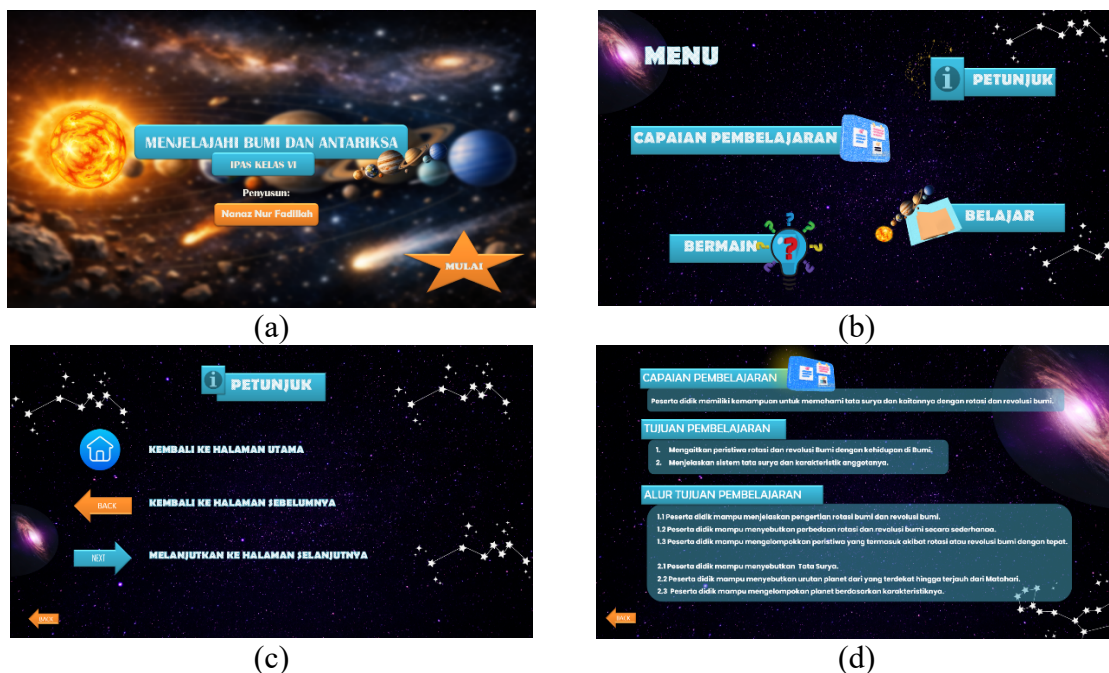 MENJELAJAHI BUMI DAN ANTARIKSA
IPAS KELAS VI
Penyusun:
Nanaz Nur Fadillah
MULAI
(a)
MENU
PETUNJUK
CAPAIAN PEMBELAJARAN
BELAJAR
BERMAIN
(b)
PETUNJUK
KEMBALI KE HALAMAN UTAMA
BACK
KEMBALI KE HALAMAN SEBELUMNYA
NEXT
MELANJUTKAN KE HALAMAN SELANJUTNYA
BACK
(c)
CAPAIAN PEMBELAJARAN
Peserta didik memiliki kemampuan untuk memahami tata surya dan kaitannya dengan rotasi dan revolusi bumi.
TUJUAN PEMBELAJARAN
1. Mengaitkan peristiwa rotasi dan revolusi Bumi dengan kehidupan di Bumi.
2. Menjelaskan sistem tata surya dan karakteristik anggotanya.
ALUR TUJUAN PEMBELAJARAN
1.1 Peserta didik mampu menjelaskan pengertian rotasi bumi dan revolusi bumi.
1.2 Peserta didik mampu menyebutkan perbedaan rotasi dan revolusi bumi secara sederhanaa.
1.3 Peserta didik mampu mengelompokkan peristiwa yang termasuk akibat rotasi atau revolusi bumi dengan tepat.
2.1 Peserta didik mampu menyebutkan Tata Surya.
2.2 Peserta didik mampu menyebutkan urutan planet dari yang terdekat hingga terjauh dari Matahari.
2.3 Peserta didik mampu mengelompokan planet berdasarkan karakteristiknya.
BACK
(d)